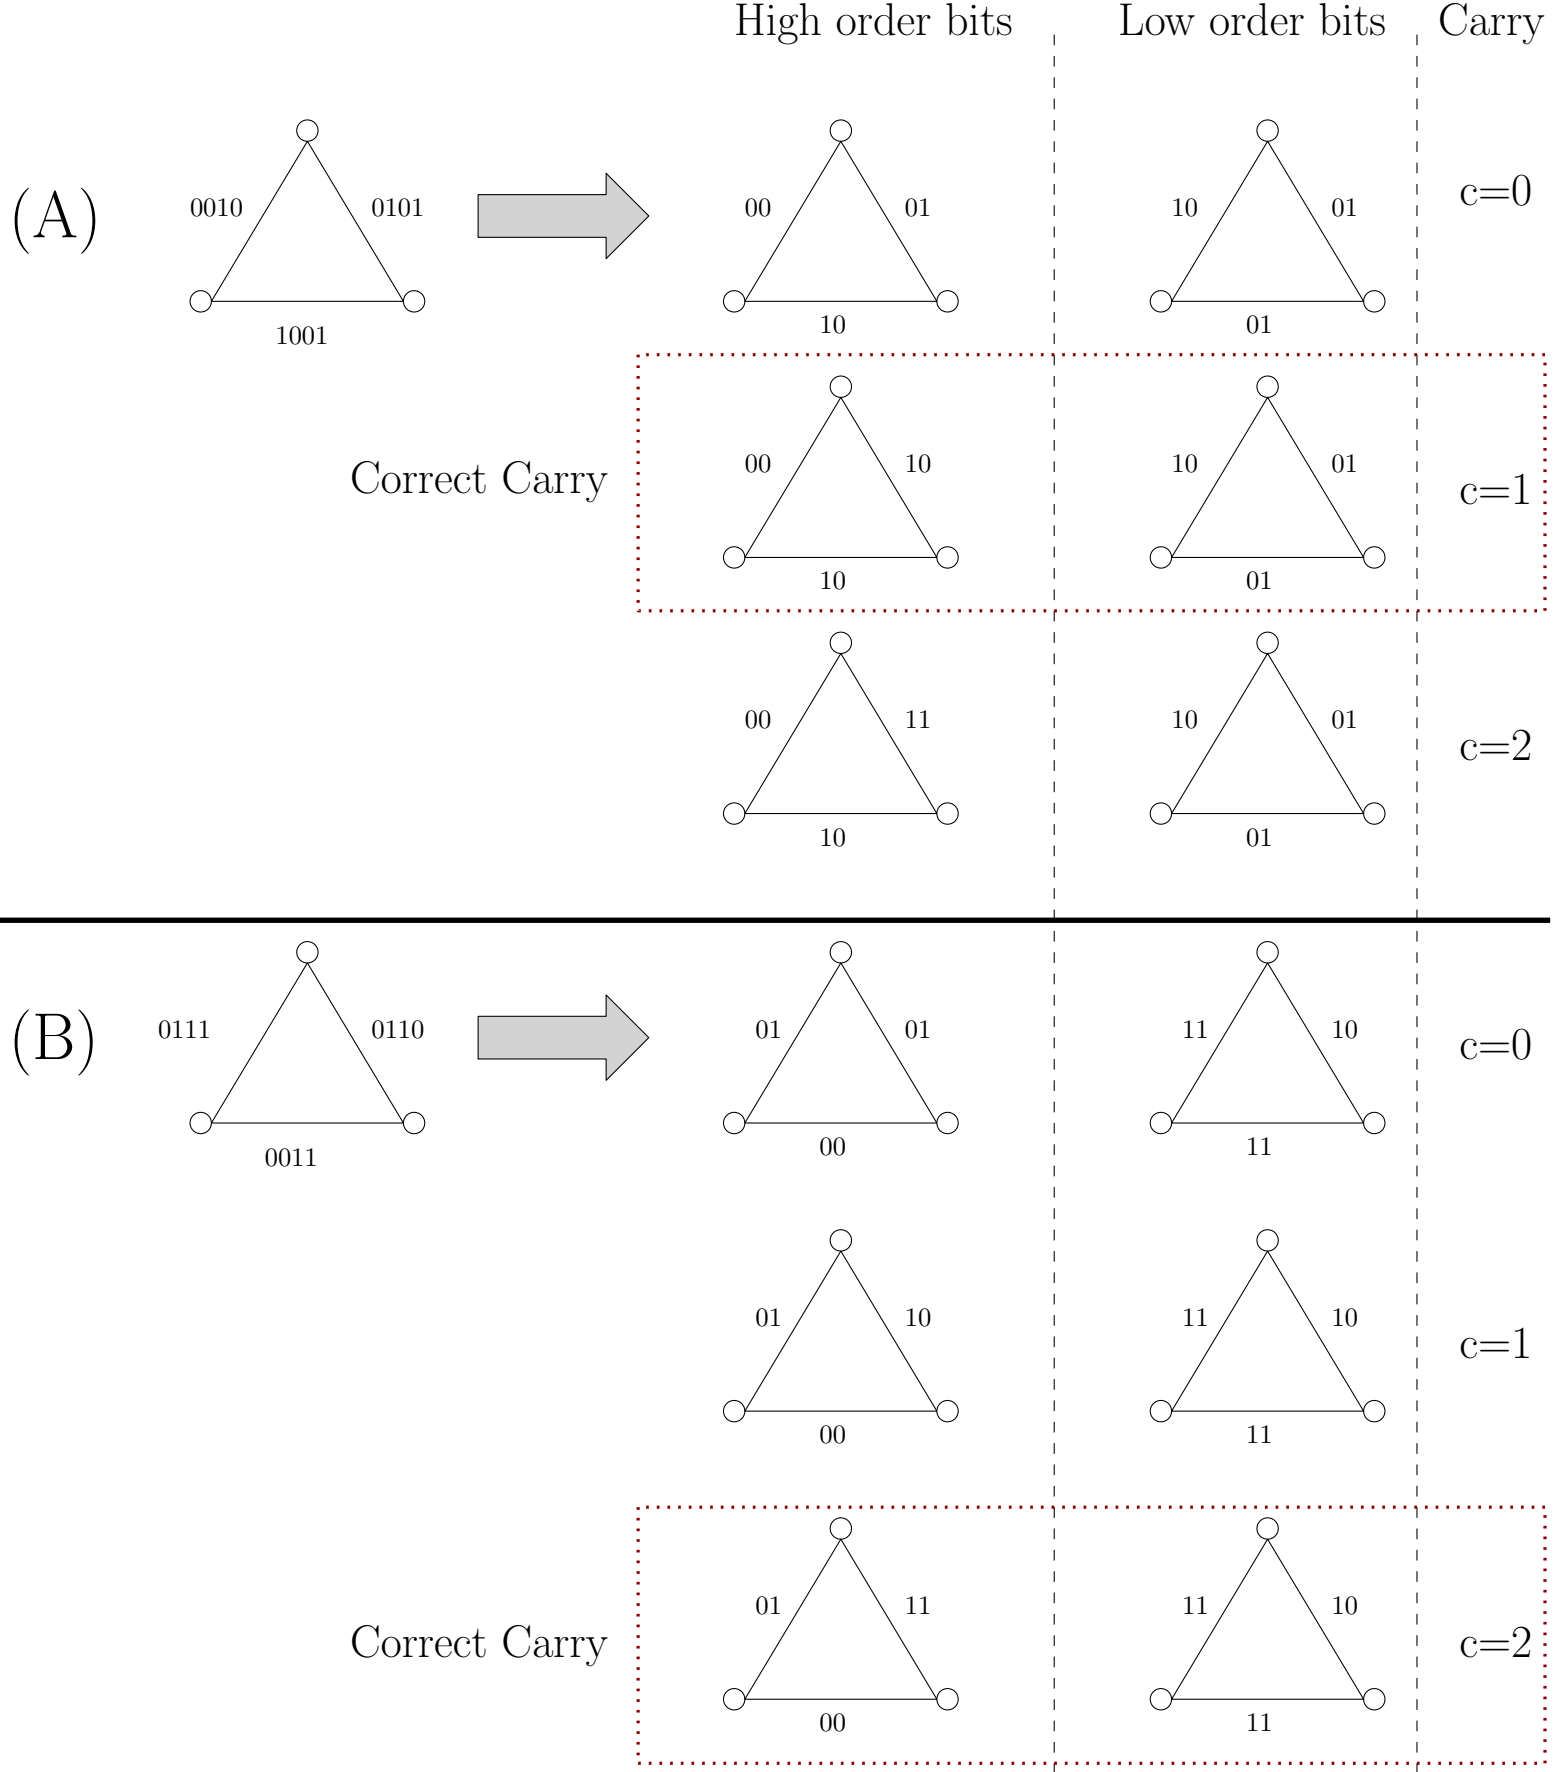 High order bits Low order bits Carry
(A) 0010 0101 00 01 10 01 c=0
1001 10 01
Correct Carry 00 10 10 01 c=1
10 01
00 11 10 01 c=2
10 01
(B) 0111 0110 01 01 11 10 c=0
0011 00 11
01 10 11 10 c=1
00 11
Correct Carry 01 11 11 10 c=2
00 11